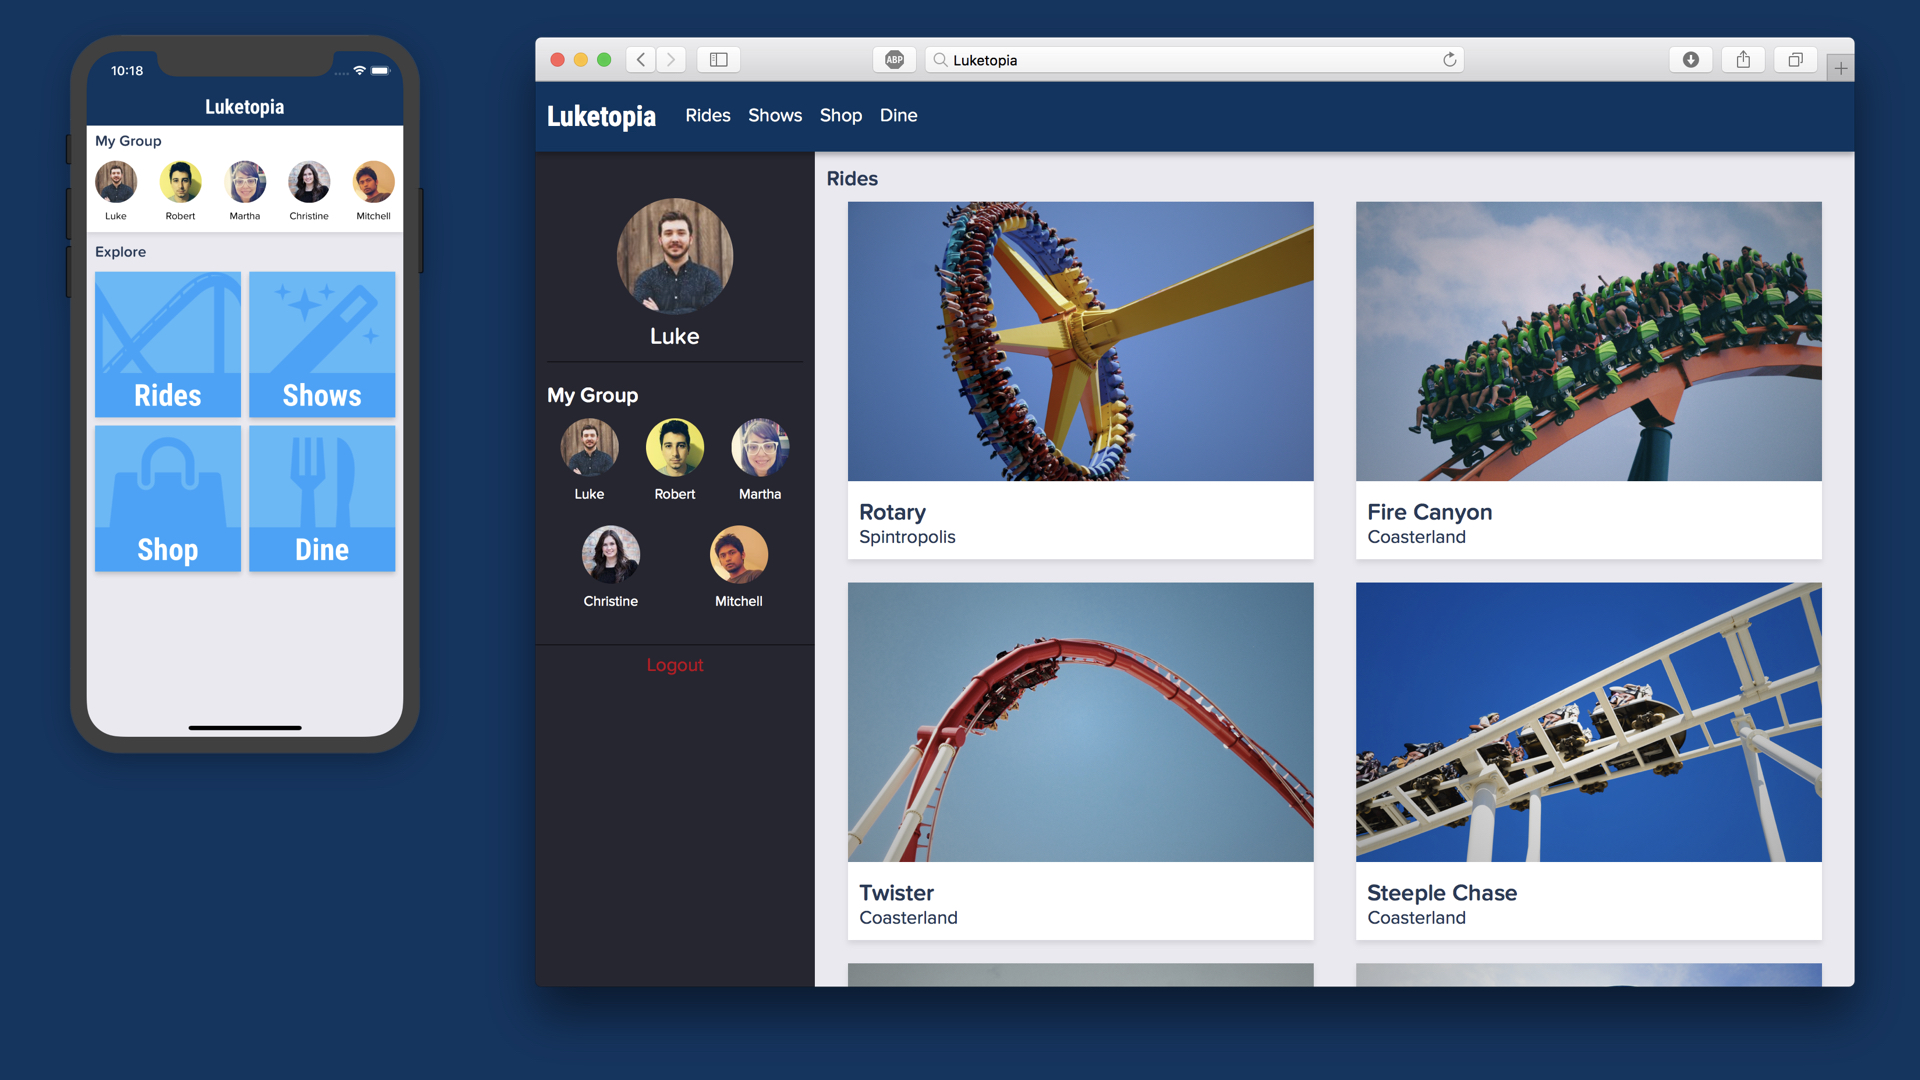 10:18
Luketopia
My Group
Luke Robert Martha Christine Mitchell
Explore
Rides Shows
Shop Dine
ABP Luketopia
Luketopia Rides Shows Shop Dine
Luke
My Group
Luke Robert Martha
Christine Mitchell
Logout
Rides
Rotary
Spintropolis
Fire Canyon
Coasterland
Twister
Coasterland
Steeple Chase
Coasterland